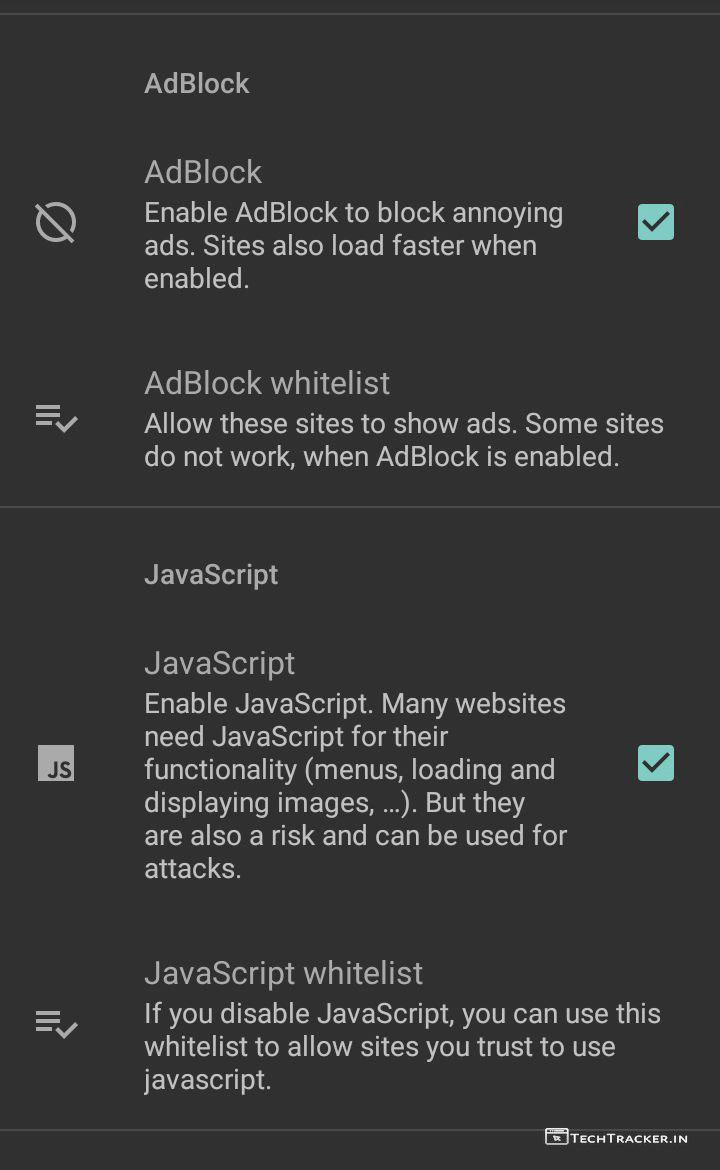 AdBlock
AdBlock
Enable AdBlock to block annoying
ads. Sites also load faster when
enabled.
AdBlock whitelist
Allow these sites to show ads. Some sites
do not work, when AdBlock is enabled.
JavaScript
JavaScript
Enable JavaScript. Many websites
need JavaScript for their
functionality (menus, loading and
displaying images, …). But they
are also a risk and can be used for
attacks.
JS
JavaScript whitelist
If you disable JavaScript, you can use this
whitelist to allow sites you trust to use
javascript.
TECHTRACKER.IN